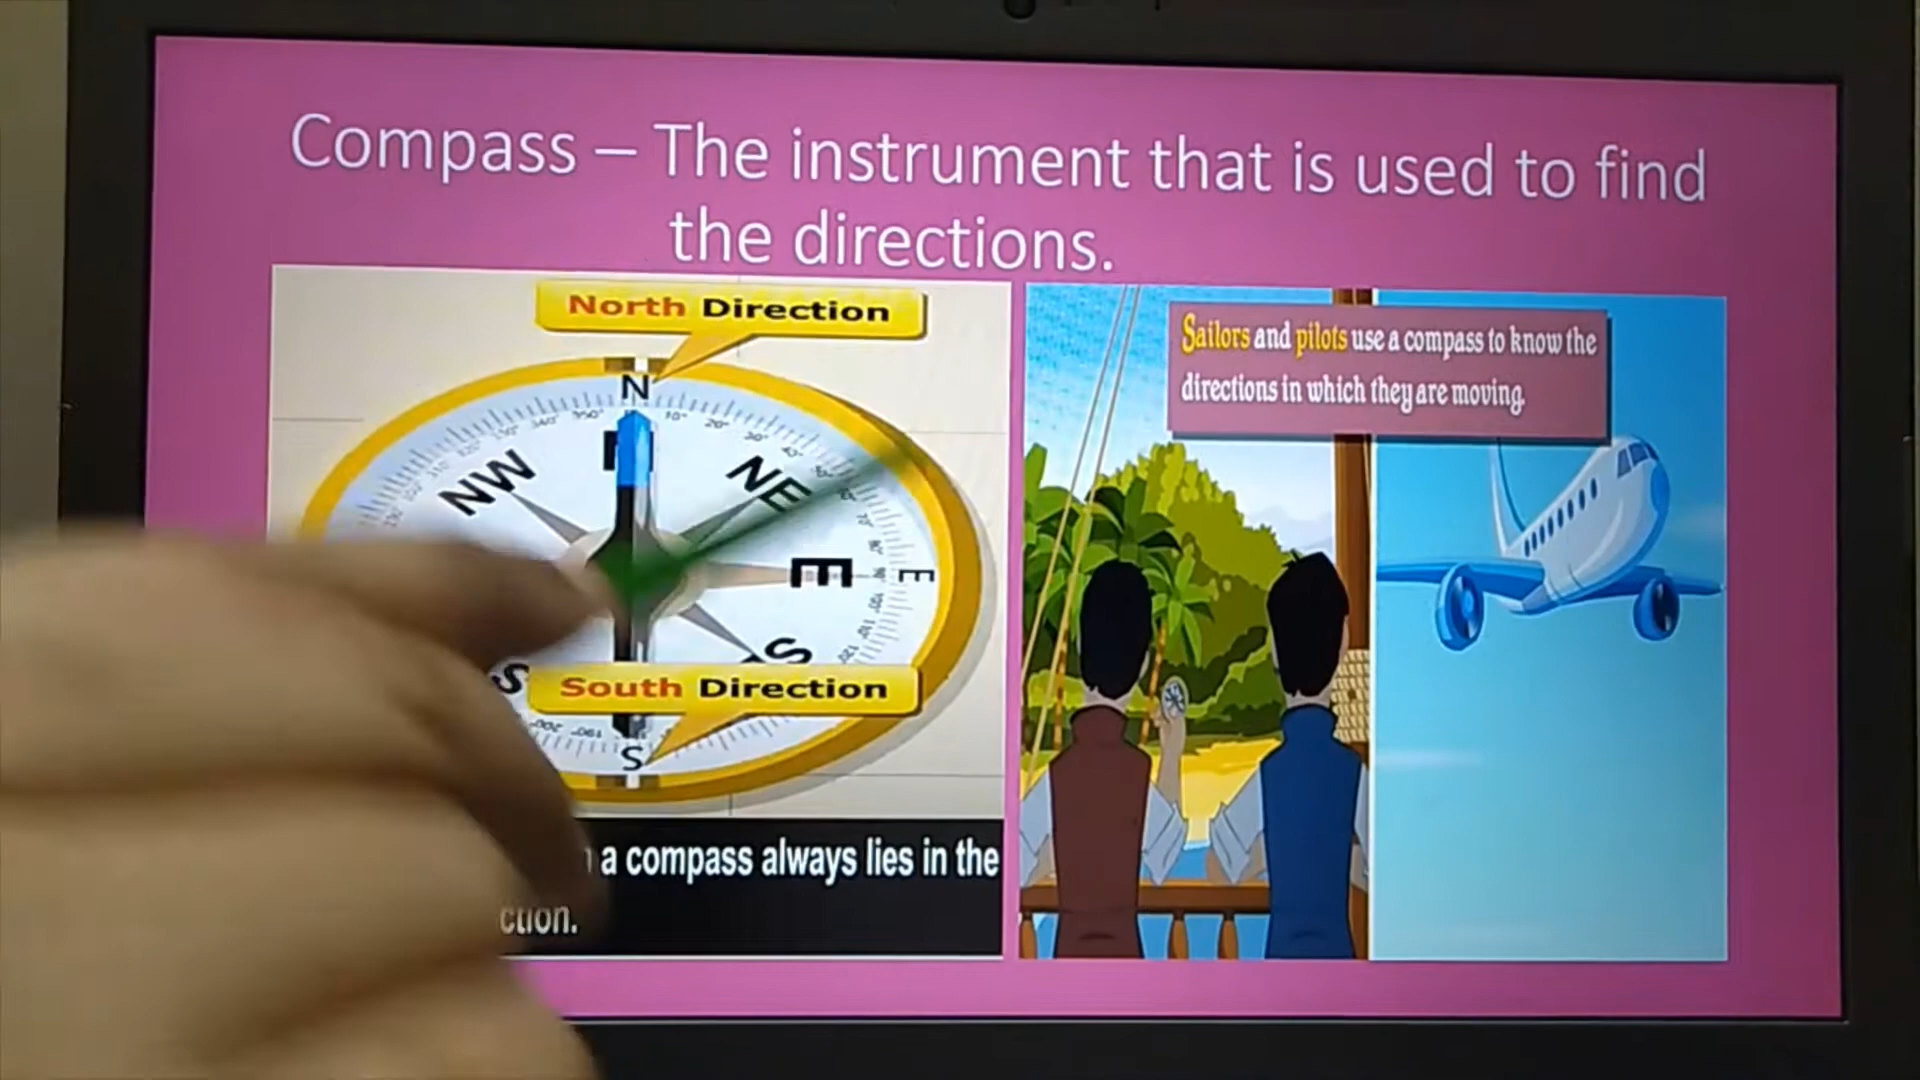 Compass – The instrument that is used to find
the directions.
North Direction
N
NW
NE
E
E
S
South Direction
S
a compass always lies in the
Sailors and pilots use a compass to know the
directions in which they are moving.